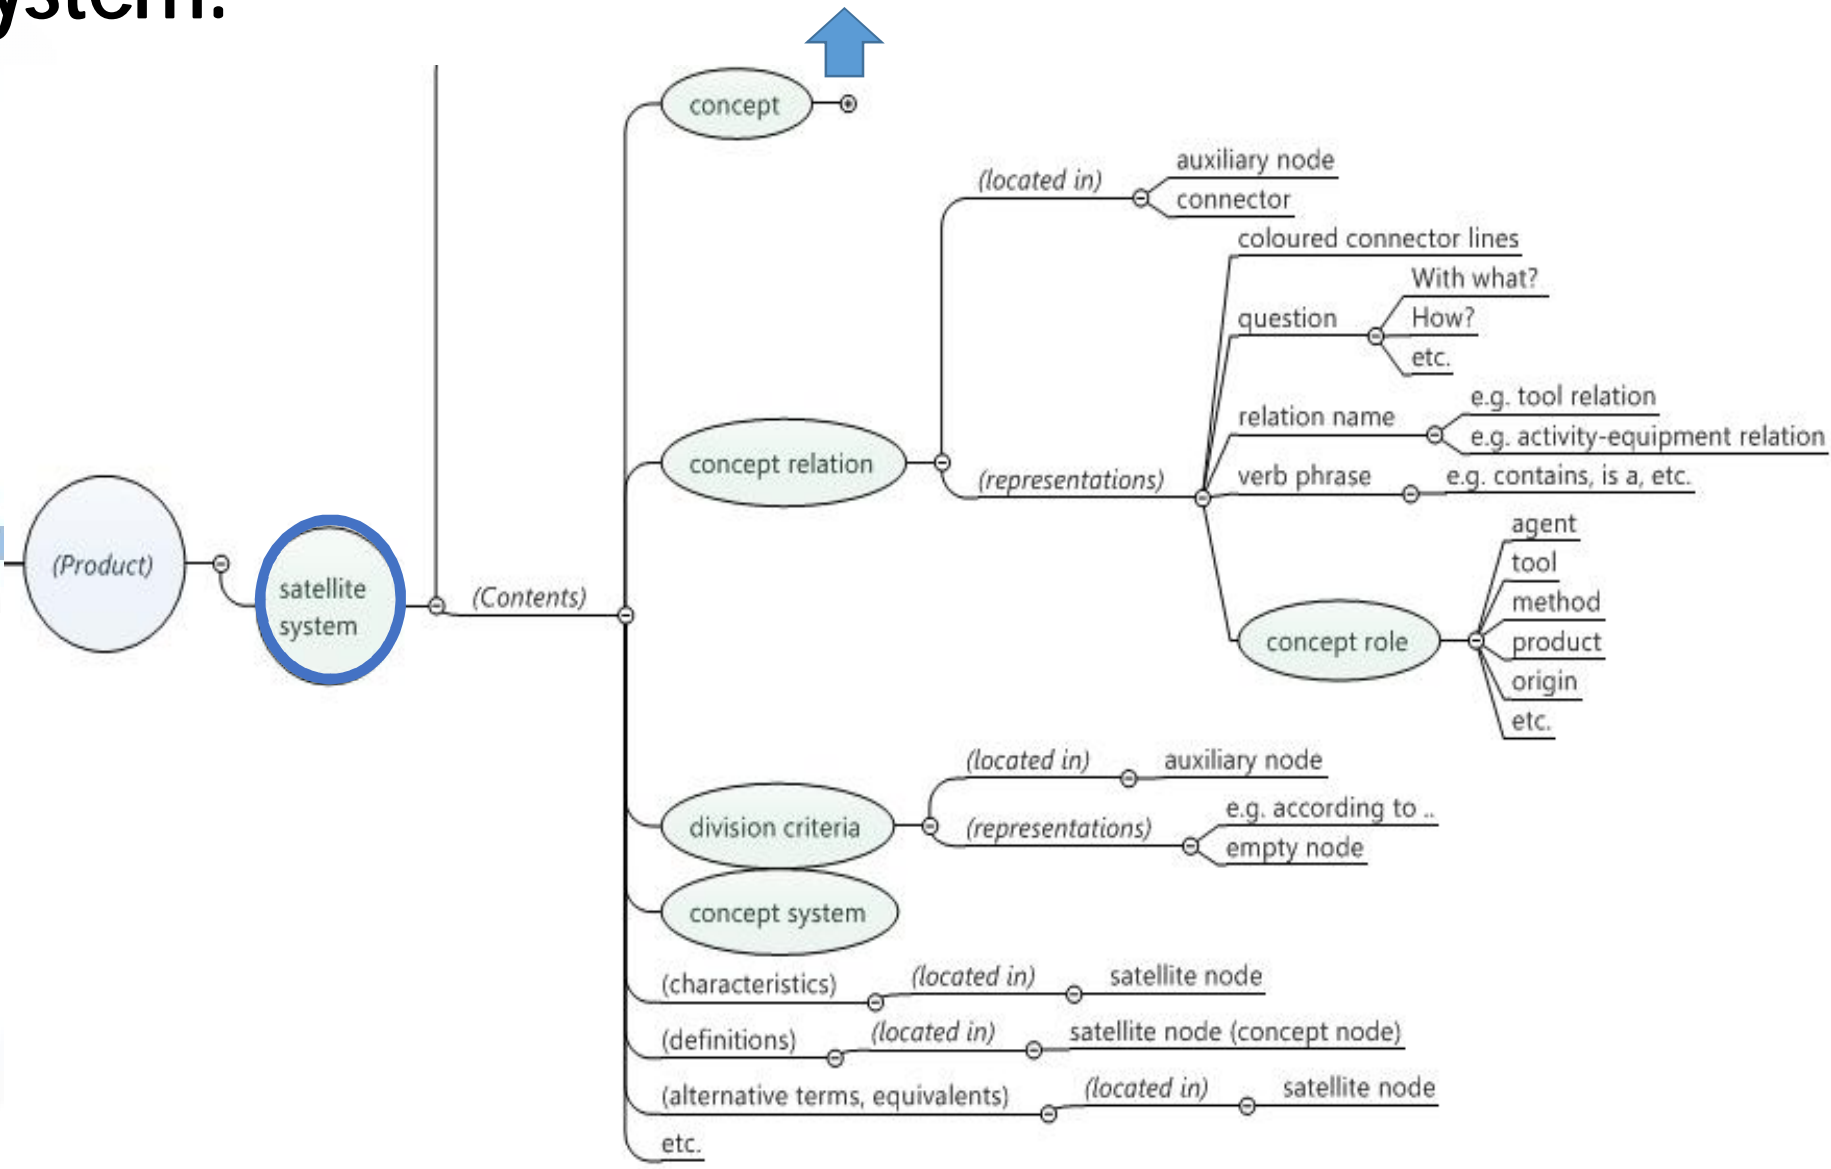 ystem.
concept
(located in)
auxiliary node
connector
coloured connector lines
With what?
question
How?
etc.
e.g. tool relation
relation name
e.g. activity-equipment relation
concept relation
(representations)
verb phrase
e.g. contains, is a, etc.
agent
tool
(Product)
satellite
system
(Contents)
method
concept role
product
origin
etc.
(located in)
auxiliary node
division criteria
(representations)
e.g. according to ..
empty node
concept system
(characteristics)
(located in)
satellite node
(definitions)
(located in)
satellite node (concept node)
(alternative terms, equivalents)
(located in)
satellite node
etc.